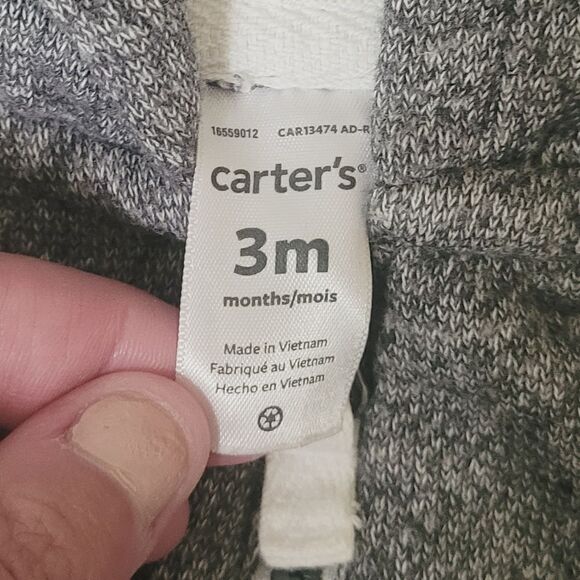 16559012 CAR13474 AD-R
carter's®
3m
months/mois
Made in Vietnam
Fabriqué au Vietnam
Hecho en Vietnam